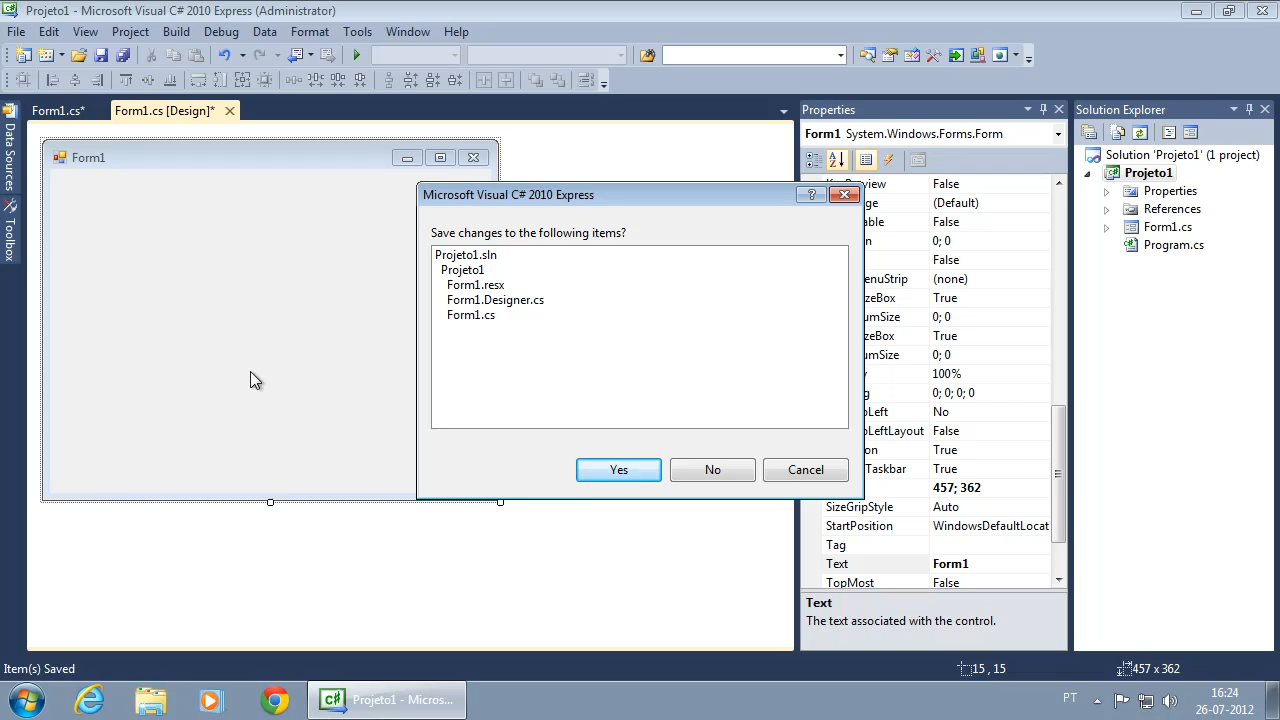 Projeto1 - Microsoft Visual C# 2010 Express (Administrator)
File Edit View Project Build Debug Data Format Tools Window Help
Form1.cs* Form1.cs [Design]*
Data Sources
Toolbox
Form1
Microsoft Visual C# 2010 Express
Save changes to the following items?
Projeto1.sln
Projeto1
Form1.resx
Form1.Designer.cs
Form1.cs
Yes No Cancel
Properties
Form1 System.Windows.Forms.Form
False
(Default)
False
0; 0
False
(none)
True
0; 0
True
0; 0
100%
0; 0; 0; 0
No
False
True
True
457; 362
SizeGripStyle Auto
StartPosition WindowsDefaultLocat
Tag
Text Form1
TopMost False
Text
The text associated with the control.
Solution Explorer
Solution 'Projeto1' (1 project)
Projeto1
Properties
References
Form1.cs
Program.cs
Item(s) Saved 15 , 15 457 x 362
Projeto1 - Micros...
PT
16:24
26-07-2012